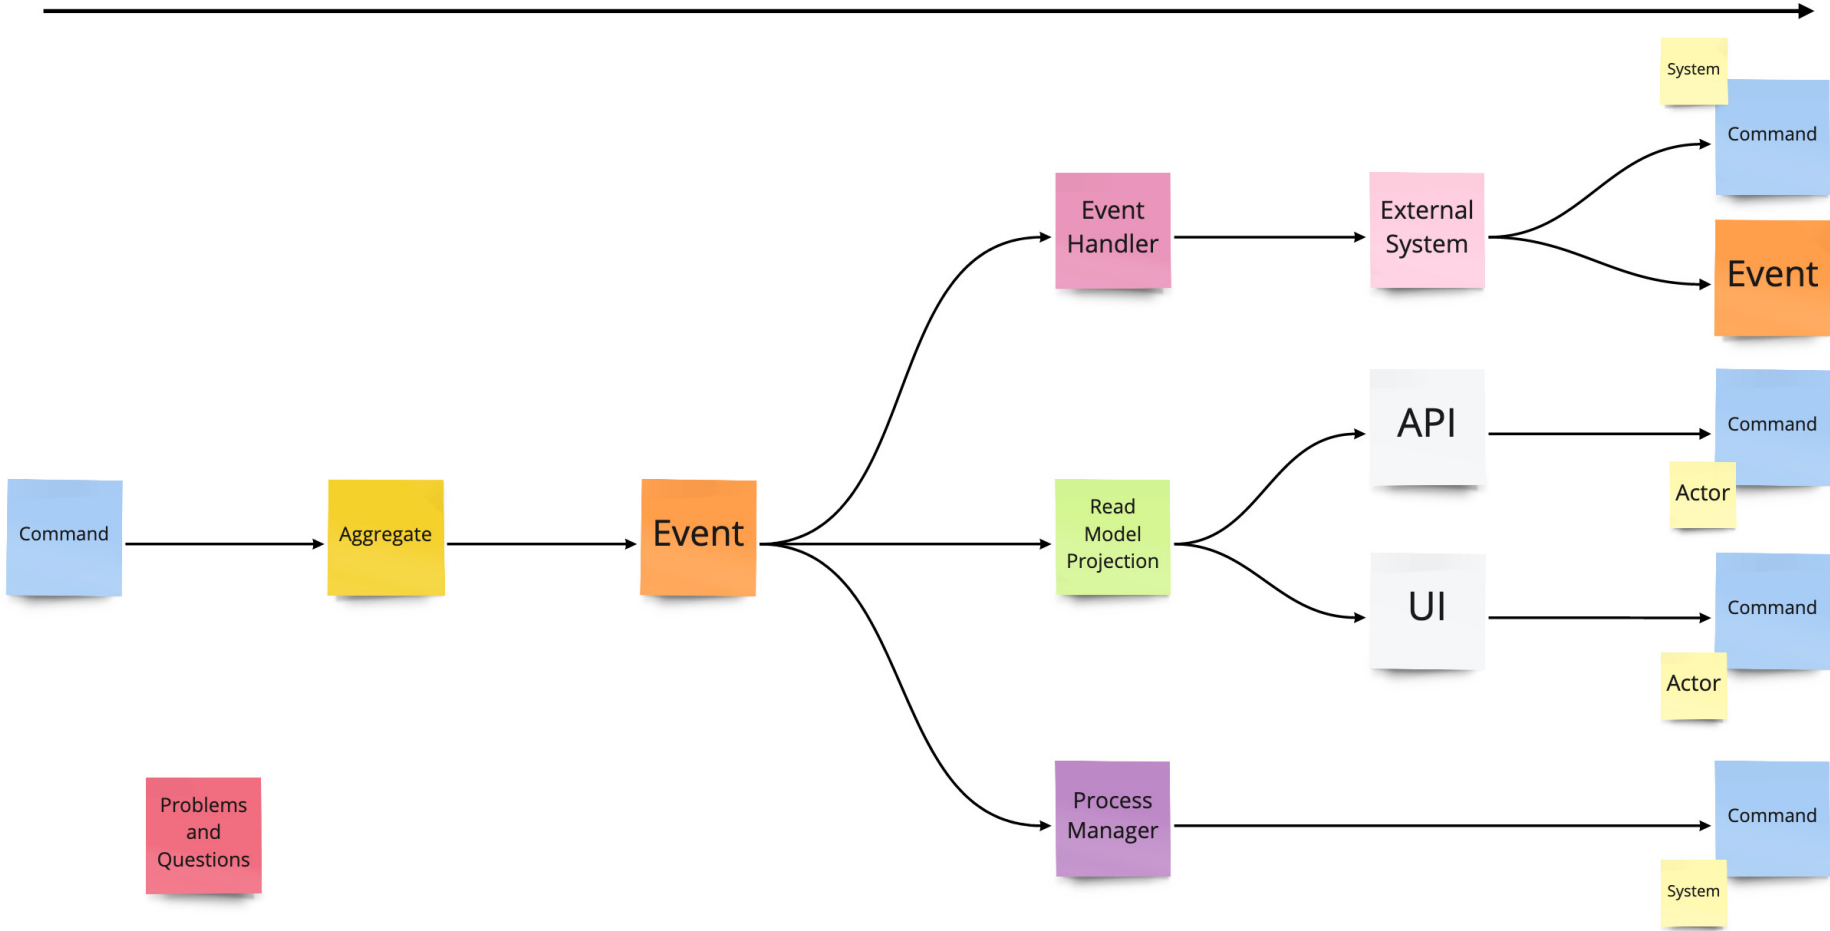 System
Command
Event
Handler
External
System
Event
API
Command
Actor
Command
Aggregate
Event
Read
Model
Projection
UI
Command
Actor
Problems
and
Questions
Process
Manager
Command
System